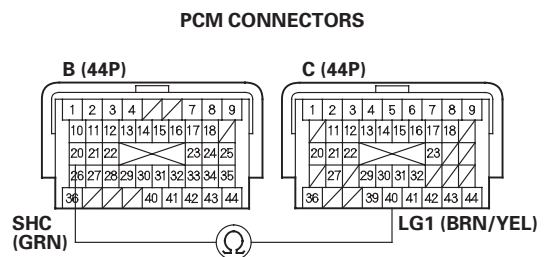 PCM CONNECTORS
B (44P) C (44P)
1 2 3 4 7 8 9 1 2 3 4 5 6 7 8 9
10 11 12 13 14 15 16 17 18 11 12 13 14 15 16 17 18
20 21 22 23 24 25 20 21 22 23
26 27 28 29 30 31 32 33 34 35 27 29 30 31 32
36 40 41 42 43 44 36 39 40 41 42 43 44
SHC LG1 (BRN/YEL)
(GRN)
Ω